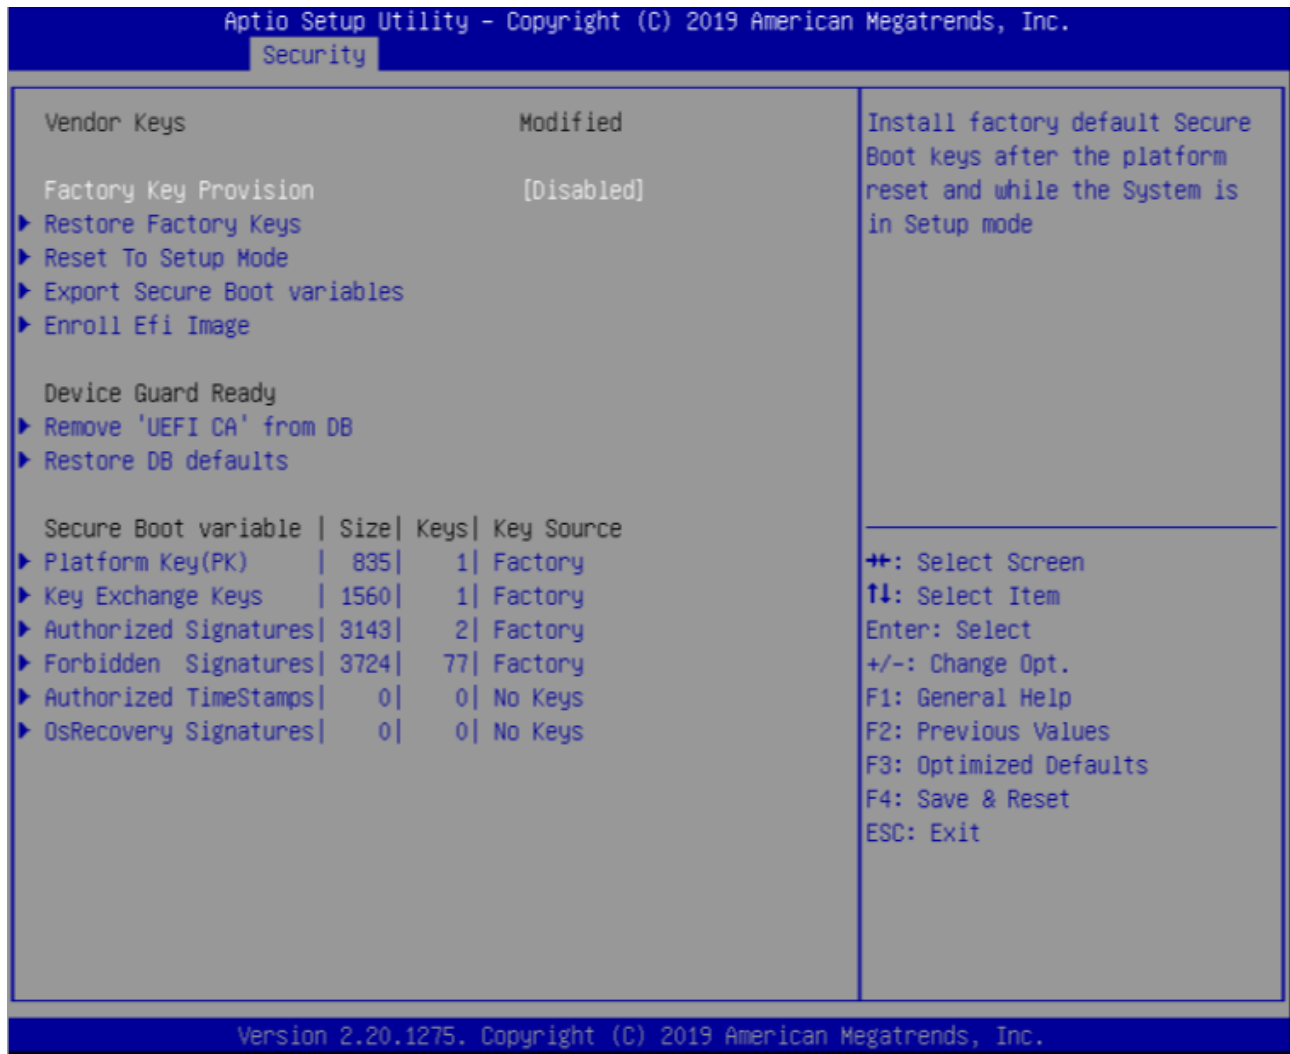 Aptio Setup Utility – Copyright (C) 2019 American Megatrends, Inc.
Security
Vendor Keys Modified
Factory Key Provision [Disabled]
Restore Factory Keys
Reset To Setup Mode
Export Secure Boot variables
Enroll Efi Image
Device Guard Ready
Remove 'UEFI CA' from DB
Restore DB defaults
Secure Boot variable | Size| Keys| Key Source
Platform Key(PK) | 835| 1| Factory
Key Exchange Keys | 1560| 1| Factory
Authorized Signatures| 3143| 2| Factory
Forbidden Signatures| 3724| 77| Factory
Authorized TimeStamps| 0| 0| No Keys
OsRecovery Signatures| 0| 0| No Keys
Install factory default Secure
Boot keys after the platform
reset and while the System is
in Setup mode
→←: Select Screen
↑↓: Select Item
Enter: Select
+/-: Change Opt.
F1: General Help
F2: Previous Values
F3: Optimized Defaults
F4: Save & Reset
ESC: Exit
Version 2.20.1275. Copyright (C) 2019 American Megatrends, Inc.